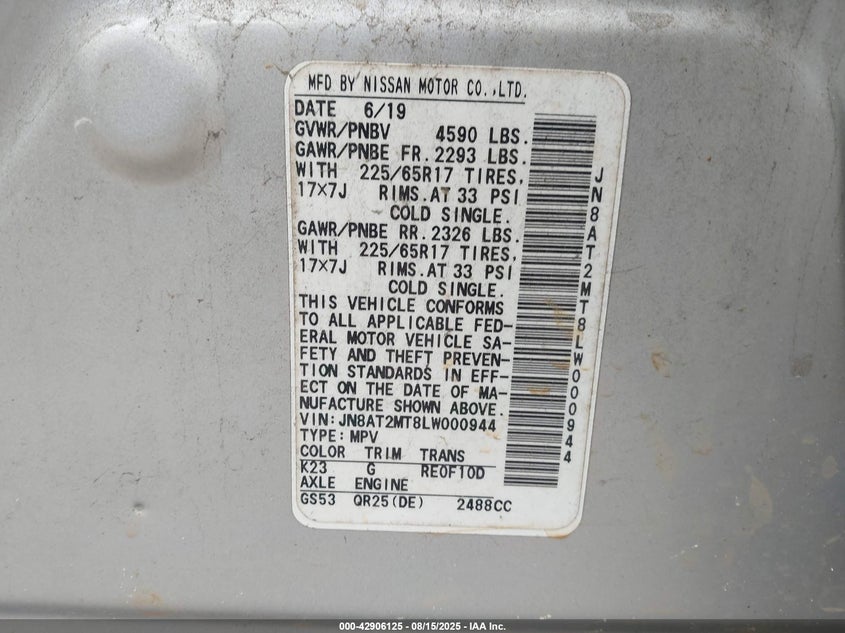 MFD BY NISSAN MOTOR CO.,LTD.
DATE 6/19
GVWR/PNBV 4590 LBS.
GAWR/PNBE FR. 2293 LBS.
WITH 225/65R17 TIRES,
17×7J RIMS.AT 33 PSI
COLD SINGLE.
GAWR/PNBE RR. 2326 LBS.
WITH 225/65R17 TIRES,
17×7J RIMS.AT 33 PSI
COLD SINGLE.
THIS VEHICLE CONFORMS
TO ALL APPLICABLE FED-
ERAL MOTOR VEHICLE SA-
FETY AND THEFT PREVEN-
TION STANDARDS IN EFF-
ECT ON THE DATE OF MA-
NUFACTURE SHOWN ABOVE.
VIN:JN8AT2MT8LW000944
TYPE:MPV
COLOR TRIM TRANS
K23 G RE0F10D
AXLE ENGINE
GS53 QR25(DE) 2488CC
JN8AT2MT8LW000944
000-42906125 - 08/15/2025 - IAA Inc.